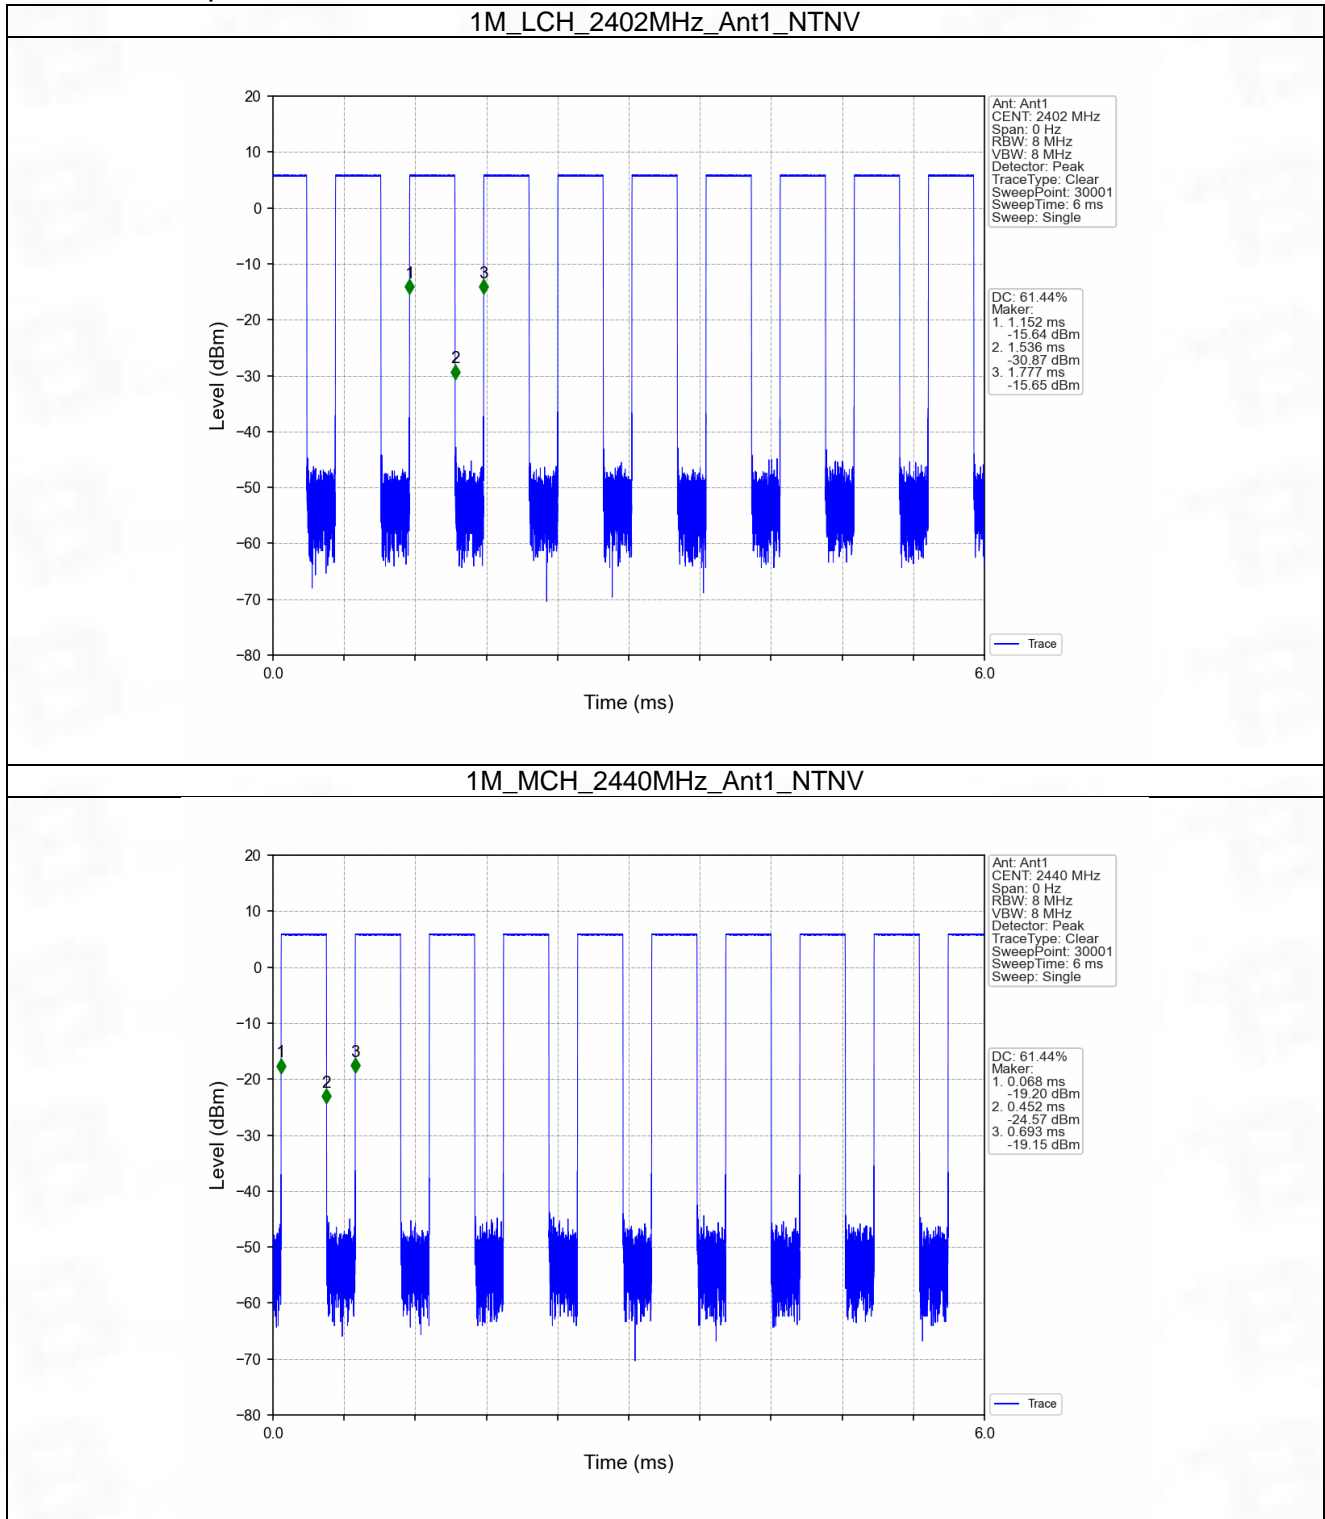 1M_LCH_2402MHz_Ant1_NTNV
20
10
0
−10
−20
−30
−40
−50
−60
−70
−80
Level (dBm)
1
2
3
0.0
6.0
Time (ms)
Ant: Ant1
CENT: 2402 MHz
Span: 0 Hz
RBW: 8 MHz
VBW: 8 MHz
Detector: Peak
TraceType: Clear
SweepPoint: 30001
SweepTime: 6 ms
Sweep: Single
DC: 61.44%
Maker:
1. 1.152 ms
-15.64 dBm
2. 1.536 ms
-30.87 dBm
3. 1.777 ms
-15.65 dBm
Trace
1M_MCH_2440MHz_Ant1_NTNV
20
10
0
−10
−20
−30
−40
−50
−60
−70
−80
Level (dBm)
1
2
3
0.0
6.0
Time (ms)
Ant: Ant1
CENT: 2440 MHz
Span: 0 Hz
RBW: 8 MHz
VBW: 8 MHz
Detector: Peak
TraceType: Clear
SweepPoint: 30001
SweepTime: 6 ms
Sweep: Single
DC: 61.44%
Maker:
1. 0.068 ms
-19.20 dBm
2. 0.452 ms
-24.57 dBm
3. 0.693 ms
-19.15 dBm
Trace